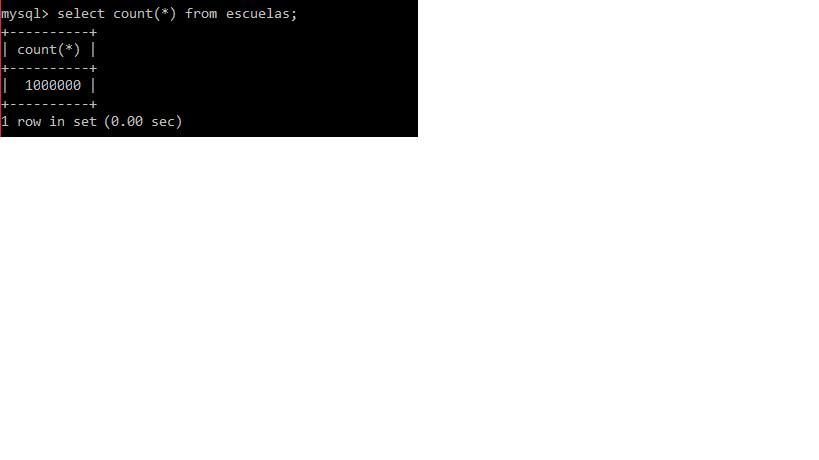 mysql> select count(*) from escuelas;
+----------+
| count(*) |
+----------+
|  1000000 |
+----------+
1 row in set (0.00 sec)